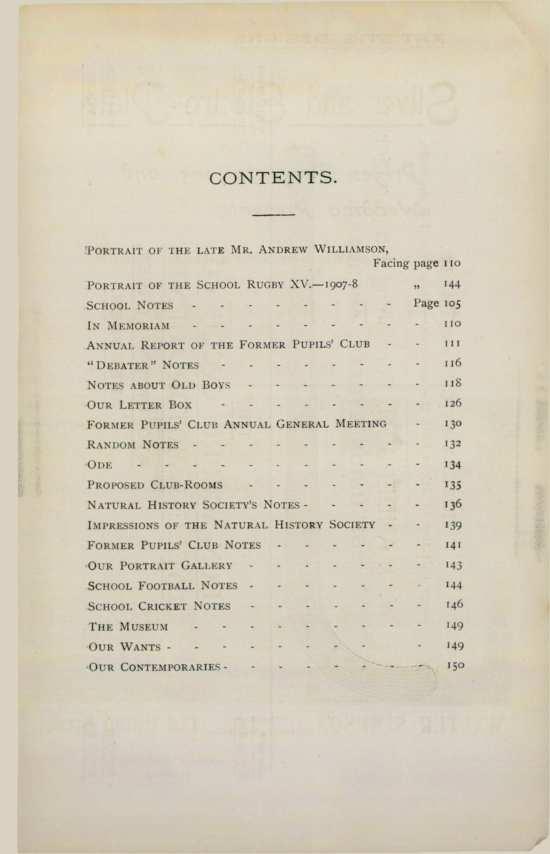 CONTENTS.
PORTRAIT OF THE LATE MR. ANDREW WILLIAMSON,
Facing page 110
PORTRAIT OF THE SCHOOL RUGBY XV.—1907-8 „ 144
SCHOOL NOTES - - - - - - - - Page 105
IN MEMORIAM - - - - - - - - - 110
ANNUAL REPORT OF THE FORMER PUPILS' CLUB - - 111
"DEBATER" NOTES - - - - - - - - 116
NOTES ABOUT OLD BOYS - - - - - - - 118
OUR LETTER BOX - - - - - - - - 126
FORMER PUPILS' CLUB ANNUAL GENERAL MEETING - 130
RANDOM NOTES - - - - - - - - - 132
ODE - - - - - - - - - - - 134
PROPOSED CLUB-ROOMS - - - - - - - 135
NATURAL HISTORY SOCIETY'S NOTES - - - - - 136
IMPRESSIONS OF THE NATURAL HISTORY SOCIETY - - 139
FORMER PUPILS' CLUB NOTES - - - - - - 141
OUR PORTRAIT GALLERY - - - - - - - 143
SCHOOL FOOTBALL NOTES - - - - - - - 144
SCHOOL CRICKET NOTES - - - - - - - 146
THE MUSEUM - - - - - - - - - 149
OUR WANTS - - - - - - - - - 149
OUR CONTEMPORARIES - - - - - - - - 150